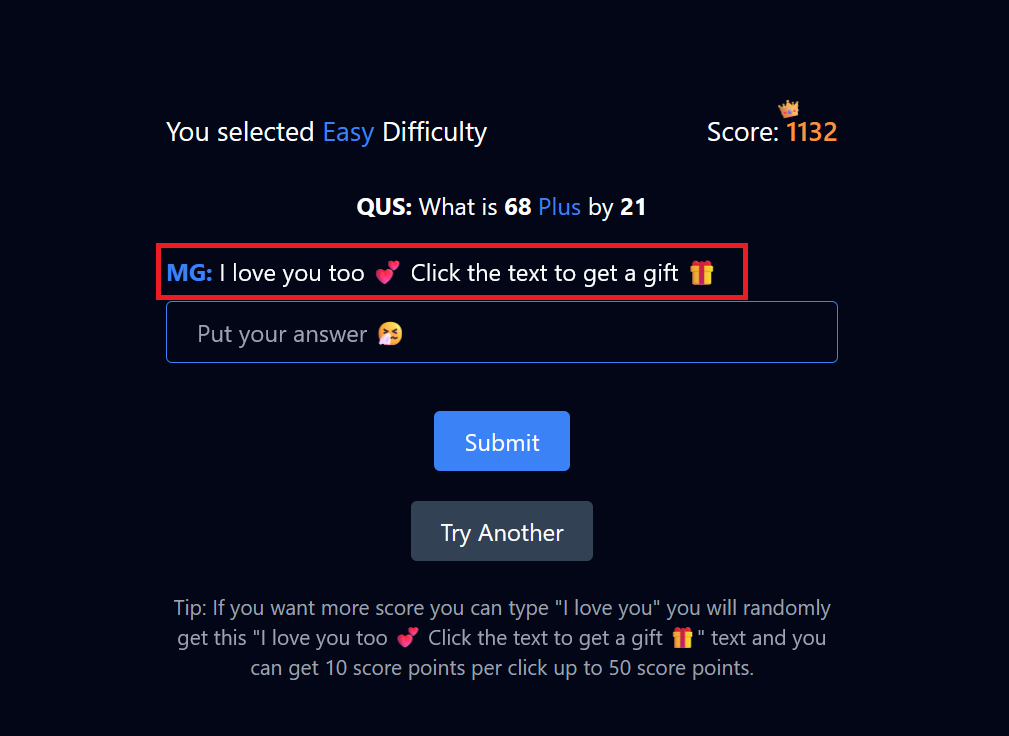 You selected Easy Difficulty
Score: 1132
QUS: What is 68 Plus by 21
MG: I love you too 💕 Click the text to get a gift 🎁
Put your answer 🤧
Submit
Try Another
Tip: If you want more score you can type "I love you" you will randomly
get this "I love you too 💕 Click the text to get a gift 🎁" text and you
can get 10 score points per click up to 50 score points.